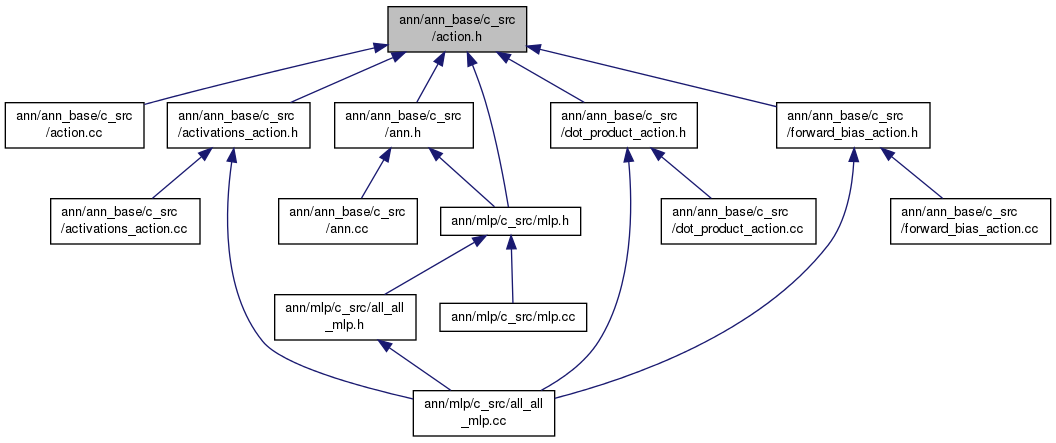 ann/ann_base/c_src
/action.h
ann/ann_base/c_src
/action.cc
ann/ann_base/c_src
/activations_action.h
ann/ann_base/c_src
/ann.h
ann/ann_base/c_src
/dot_product_action.h
ann/ann_base/c_src
/forward_bias_action.h
ann/ann_base/c_src
/activations_action.cc
ann/ann_base/c_src
/ann.cc
ann/mlp/c_src/mlp.h
ann/ann_base/c_src
/dot_product_action.cc
ann/ann_base/c_src
/forward_bias_action.cc
ann/mlp/c_src/all_all
_mlp.h
ann/mlp/c_src/mlp.cc
ann/mlp/c_src/all_all
_mlp.cc